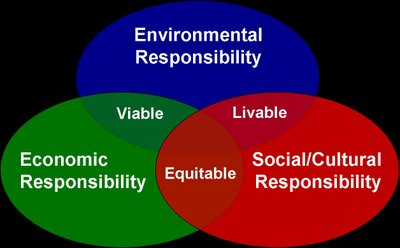 Environmental
Responsibility
Viable
Livable
Economic
Responsibility
Equitable
Social/Cultural
Responsibility